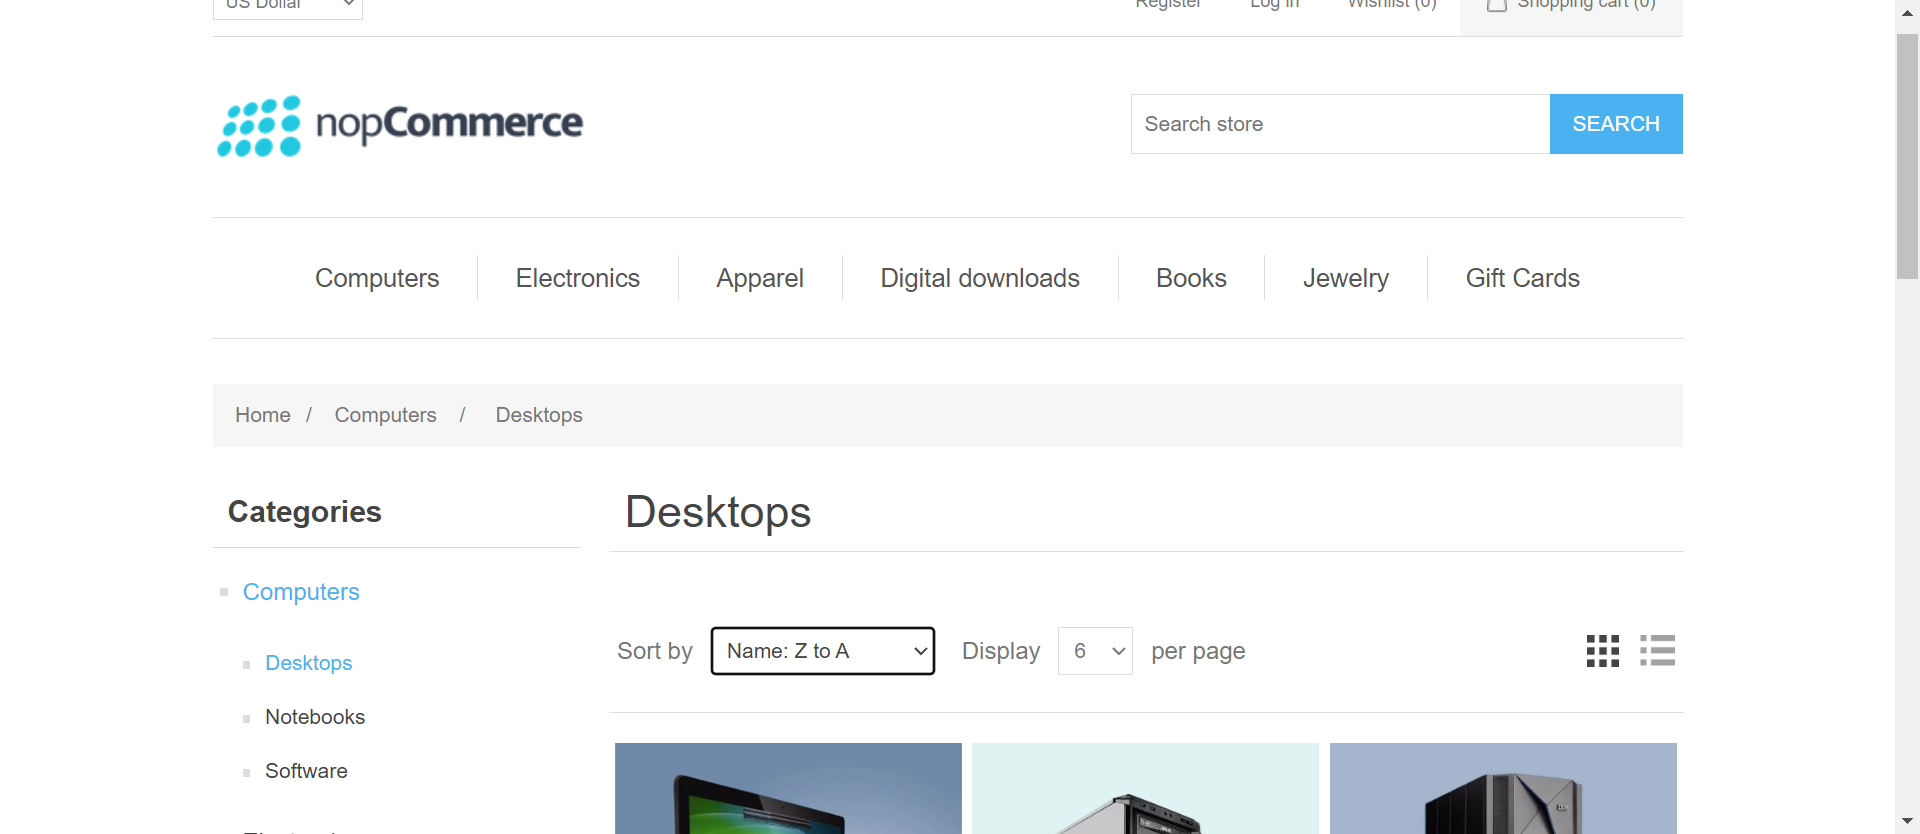 US Dollar
Register
Log in
Wishlist (0)
Shopping cart (0)
nopCommerce
Search store
SEARCH
Computers
Electronics
Apparel
Digital downloads
Books
Jewelry
Gift Cards
Home / Computers / Desktops
Categories
Computers
Desktops
Notebooks
Software
Desktops
Sort by Name: Z to A Display 6 per page